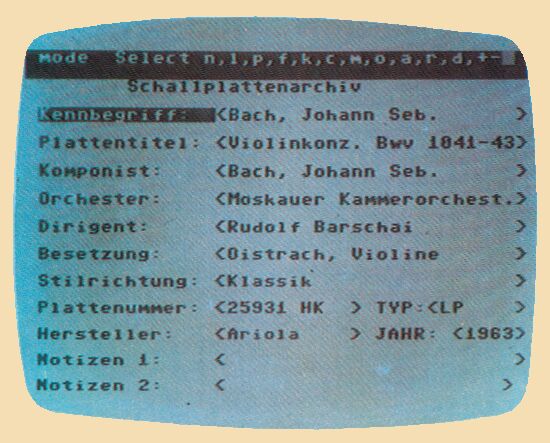 mode Select n,l,p,f,k,c,m,o,a,r,d,+-
Schallplattenarchiv
Kennbegriff: <Bach, Johann Seb. >
Plattentitel: <Violinkonz. Bwv 1041-43>
Komponist: <Bach, Johann Seb. >
Orchester: <Moskauer Kammerorchest.>
Dirigent: <Rudolf Barschai >
Besetzung: <Oistrach, Violine >
Stilrichtung: <Klassik >
Plattenummer: <25931 HK > TYP:<LP >
Hersteller: <Ariola > JAHR: <1963>
Notizen 1: < >
Notizen 2: < >